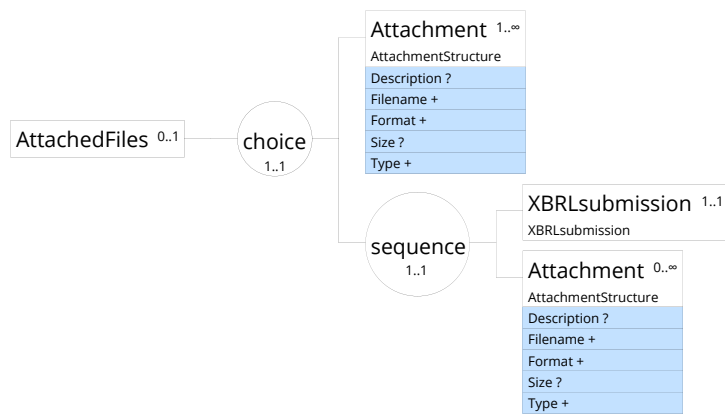 AttachedFiles 0..1
choice
1..1
Attachment 1..∞
AttachmentStructure
Description ?
Filename +
Format +
Size ?
Type +
sequence
1..1
XBRLsubmission 1..1
XBRLsubmission
Attachment 0..∞
AttachmentStructure
Description ?
Filename +
Format +
Size ?
Type +